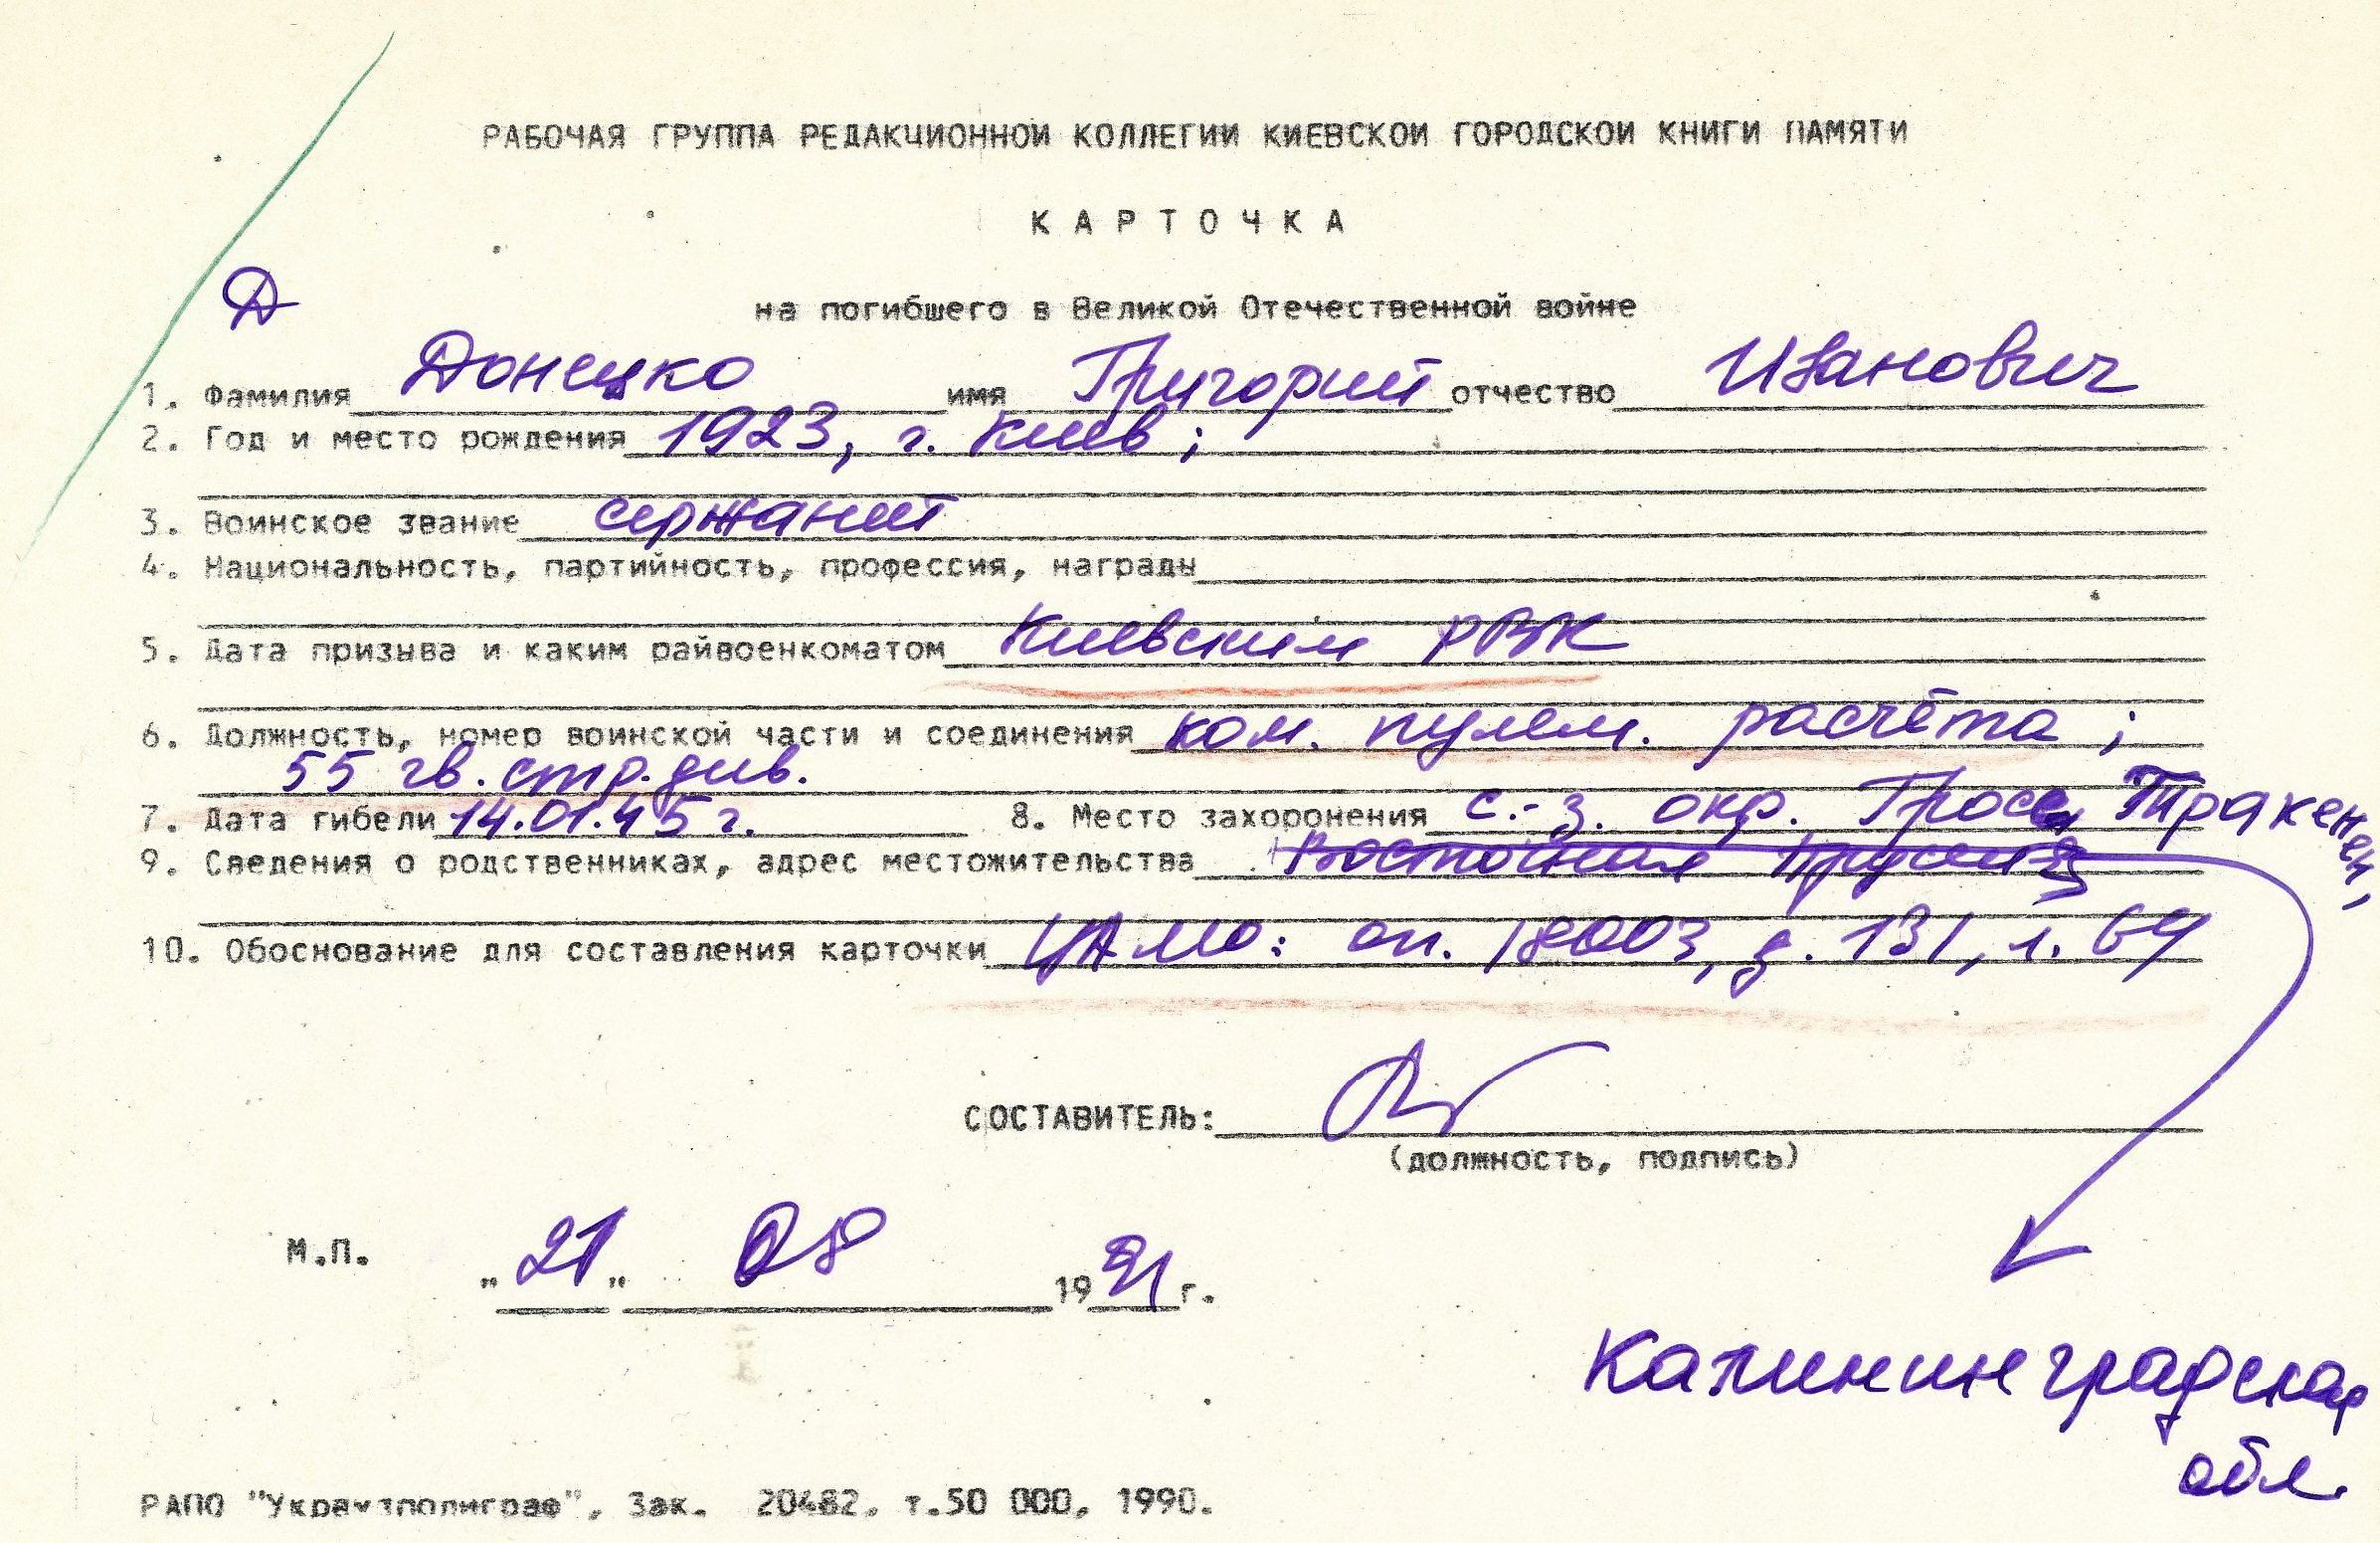 РАБОЧАЯ ГРУППА РЕДАКЦИОННОЙ КОЛЛЕГИИ КИЕВСКОЙ ГОРОДСКОЙ КНИГИ ПАМЯТИ
КАРТОЧКА
Д
на погибшего в Великой Отечественной войне
1. Фамилия Донецко имя Григорий отчество Иванович
2. Год и место рождения 1923, г. Киев;
3. Воинское звание сержант
4. Национальность, партийность, профессия, награды
5. Дата призыва и каким райвоенкоматом Киевским РВК
6. Должность, номер воинской части и соединения ком. пулем. расчёта;
55 гв. стр. див.
7. Дата гибели 14.01.45 г. 8. Место захоронения с.-з. окр. Гросс Тракенен,
9. Сведения о родственниках, адрес местожительства Восточная Пруссия
10. Обоснование для составления карточки ЦАМО: оп. 18003, д. 131, л. 69
СОСТАВИТЕЛЬ:
(должность, подпись)
М.П.
„21" 08 1991 г.
Калининградская
обл.
РАПО "Укрвузполиграф", Зак. 20482, т.50 000, 1990.